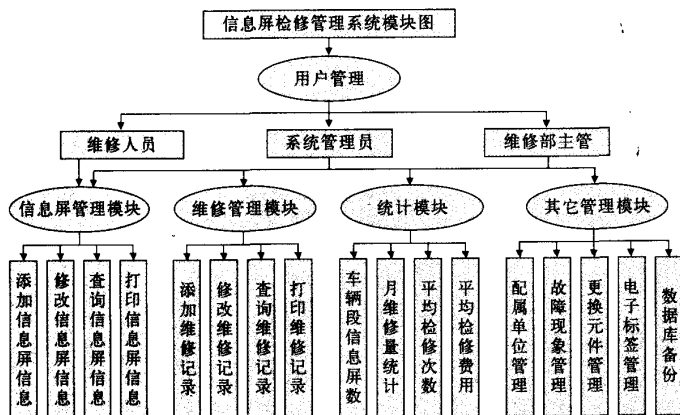 信息屏检修管理系统模块图
用户管理
维修人员
系统管理员
维修部主管
信息屏管理模块
维修管理模块
统计模块
其它管理模块
添加信息屏信息
修改信息屏信息
查询信息屏信息
打印信息屏信息
添加维修记录
修改维修记录
查询维修记录
打印维修记录
车辆段信息屏数
月维修量统计
平均检修次数
平均检修费用
配属单位管理
故障现象管理
更换元件管理
电子标签管理
数据库备份